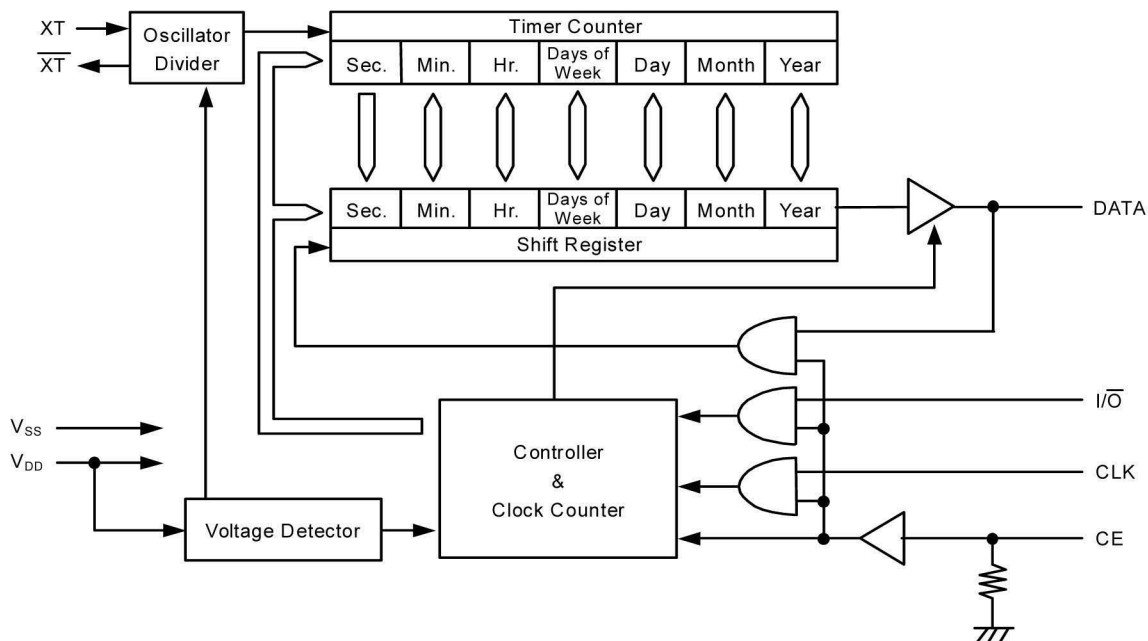 XT
XT
Oscillator
Divider
Timer Counter
Sec. Min. Hr. Days of Week Day Month Year
Sec. Min. Hr. Days of Week Day Month Year
Shift Register
DATA
I/O
CLK
CE
VSS
VDD
Voltage Detector
Controller
&
Clock Counter